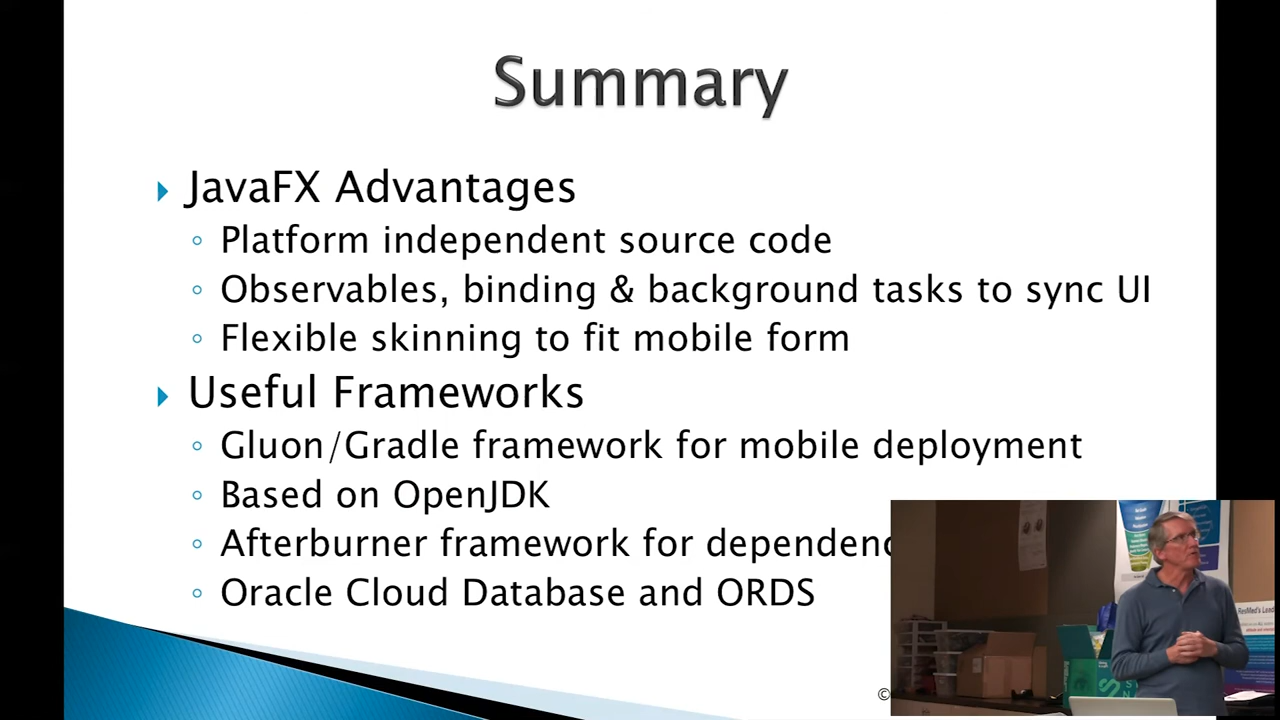 Summary
JavaFX Advantages
Platform independent source code
Observables, binding & background tasks to sync UI
Flexible skinning to fit mobile form
Useful Frameworks
Gluon/Gradle framework for mobile deployment
Based on OpenJDK
Afterburner framework for
Oracle Cloud Database and ORDS
©
ResMed's